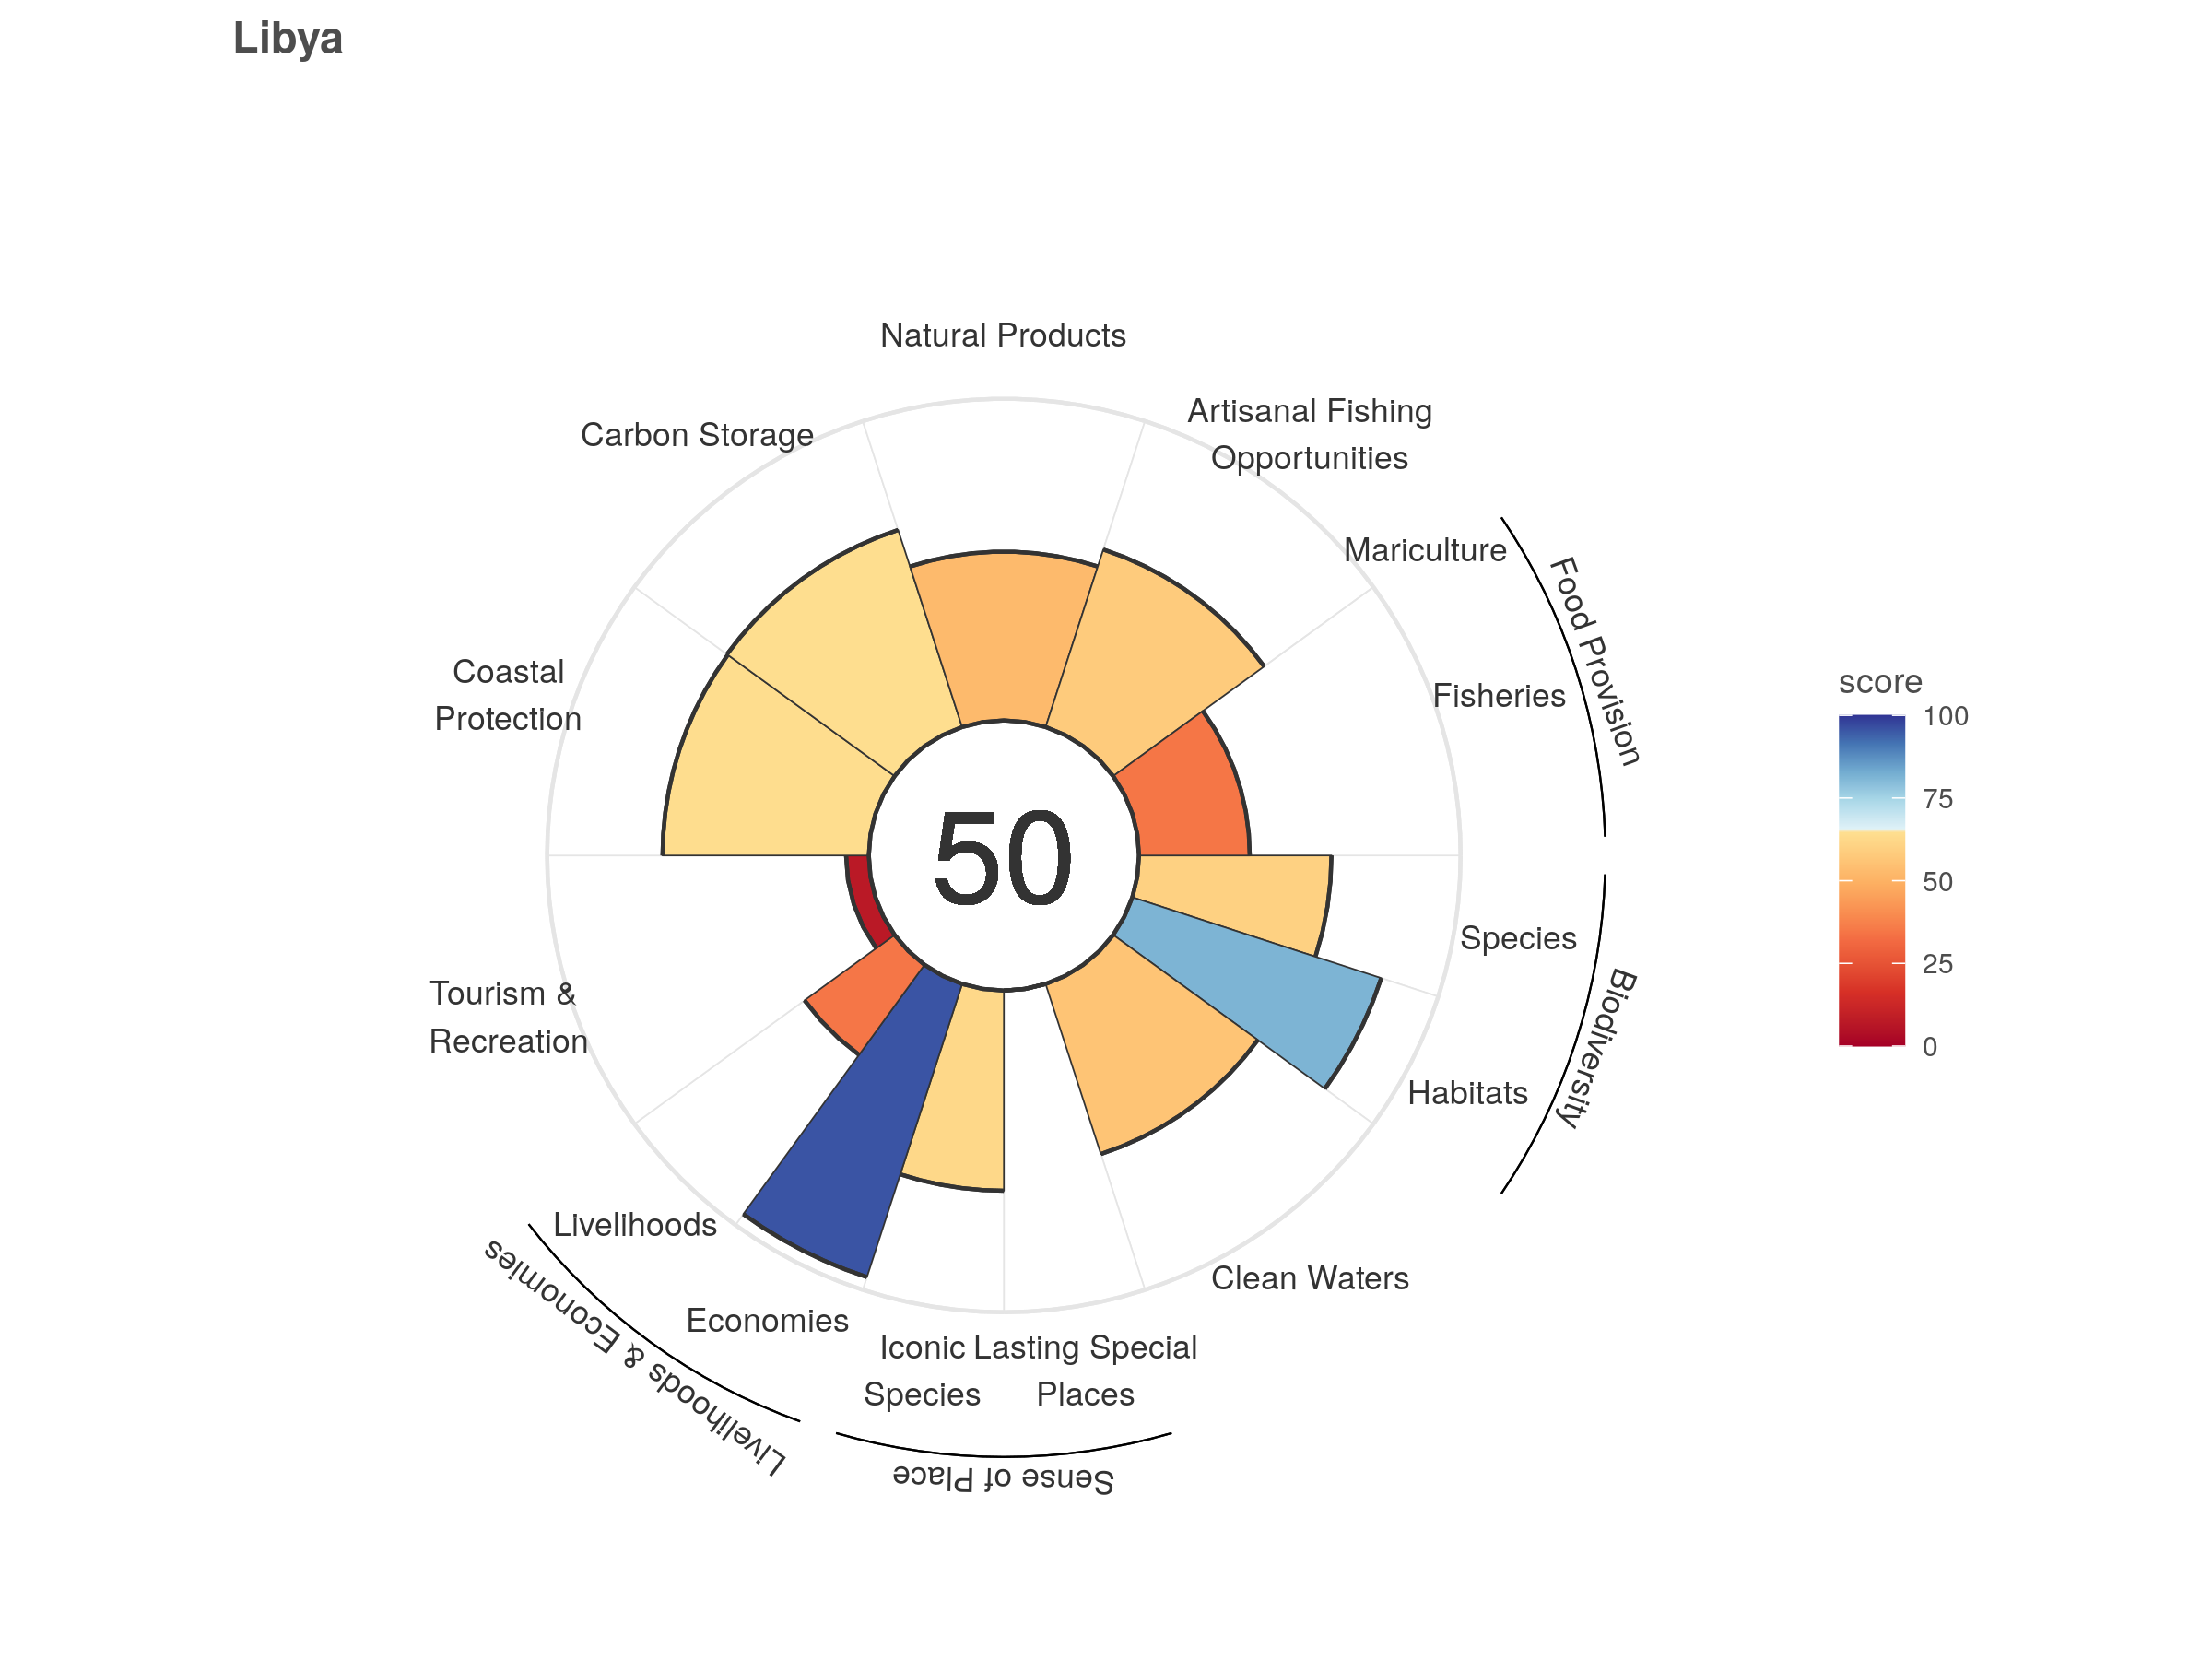 Libya
Natural Products
Artisanal Fishing
Opportunities
Carbon Storage
Mariculture
Food Provision
Fisheries
Coastal
Protection
score
100
75
50
25
0
50
Species
Biodiversity
Habitats
Tourism &
Recreation
Livelihoods
Livelihoods & Economies
Economies
Clean Waters
Iconic
Species
Lasting Special
Places
Sense of Place